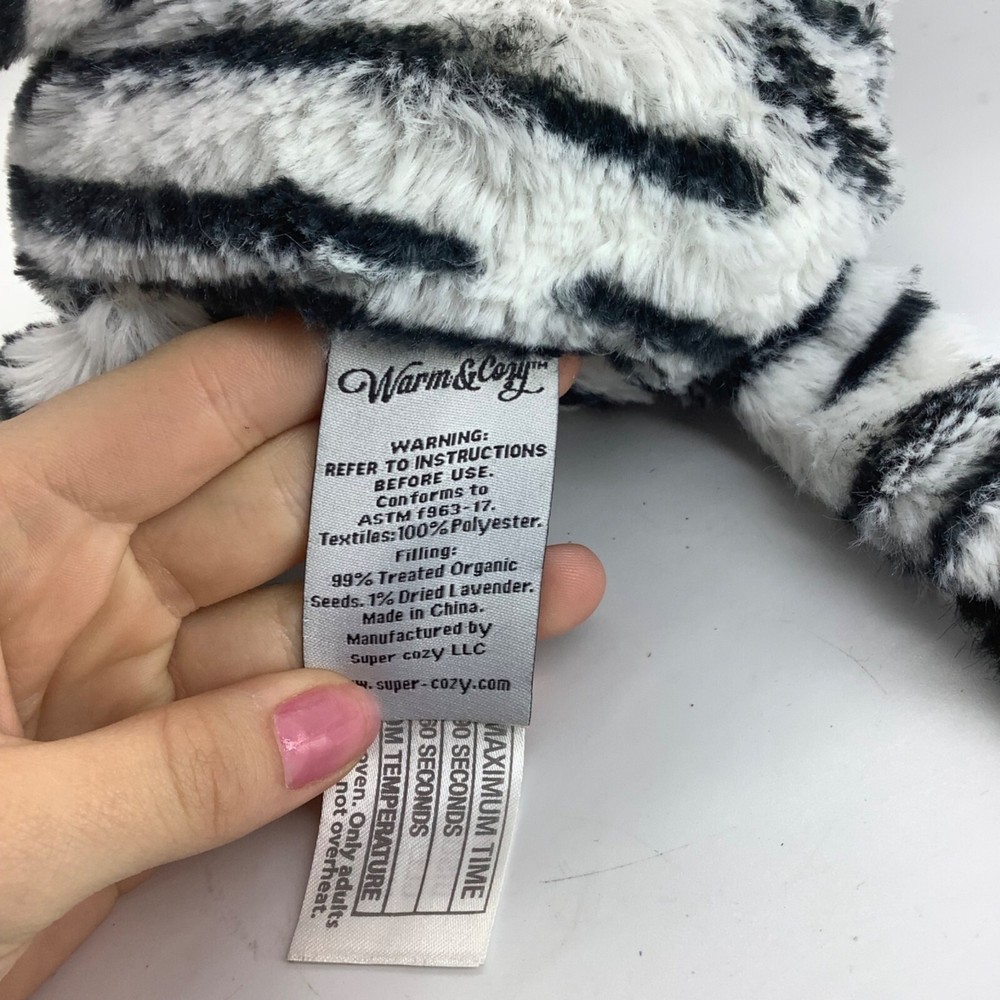 Warm & Cozy™
WARNING:
REFER TO INSTRUCTIONS
BEFORE USE.
Conforms to
ASTM f963-17.
Textiles:100% Polyester.
Filling:
99% Treated Organic
Seeds. 1% Dried Lavender.
Made in China.
Manufactured by
Super cozy LLC
w.super-cozy.com
MAXIMUM TIME
0 SECONDS
SECONDS
TEMPERATURE
Only adults
not overheat.